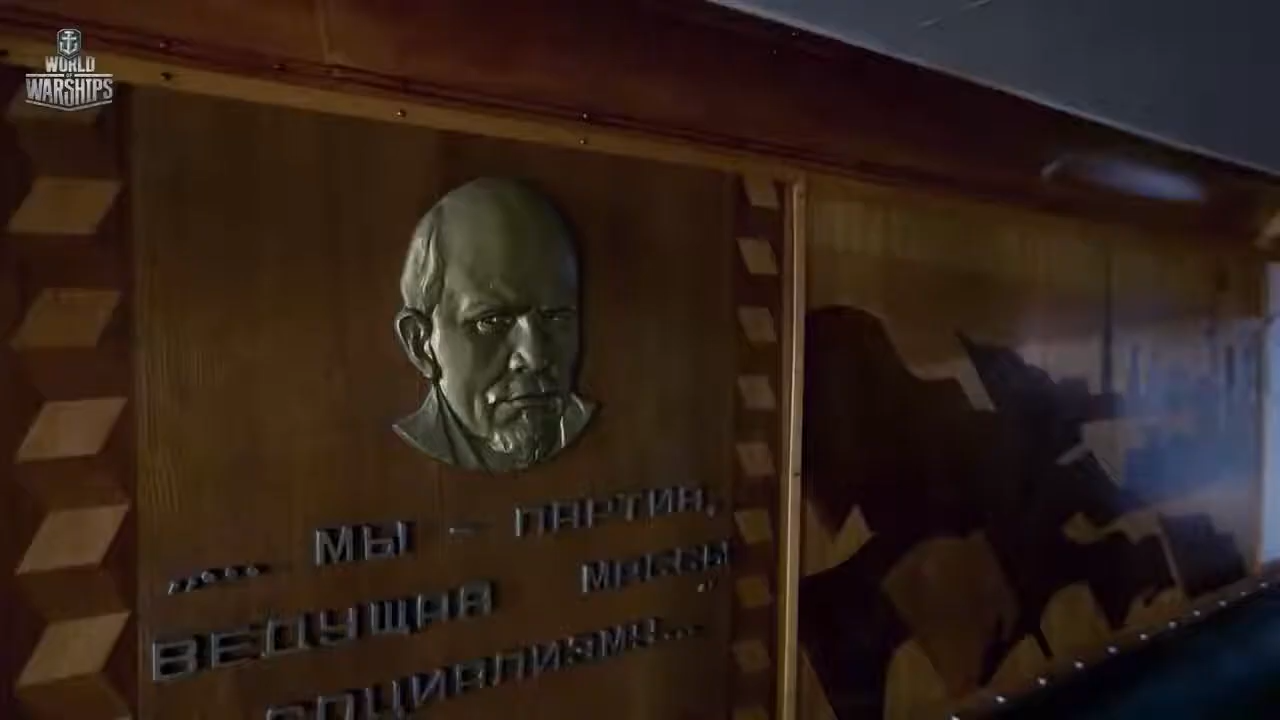 WORLD
OF
WARSHIPS
„... МЫ – ПАРТИЯ,
ВЕДУЩАЯ МАССЫ
К СОЦИАЛИЗМУ..."